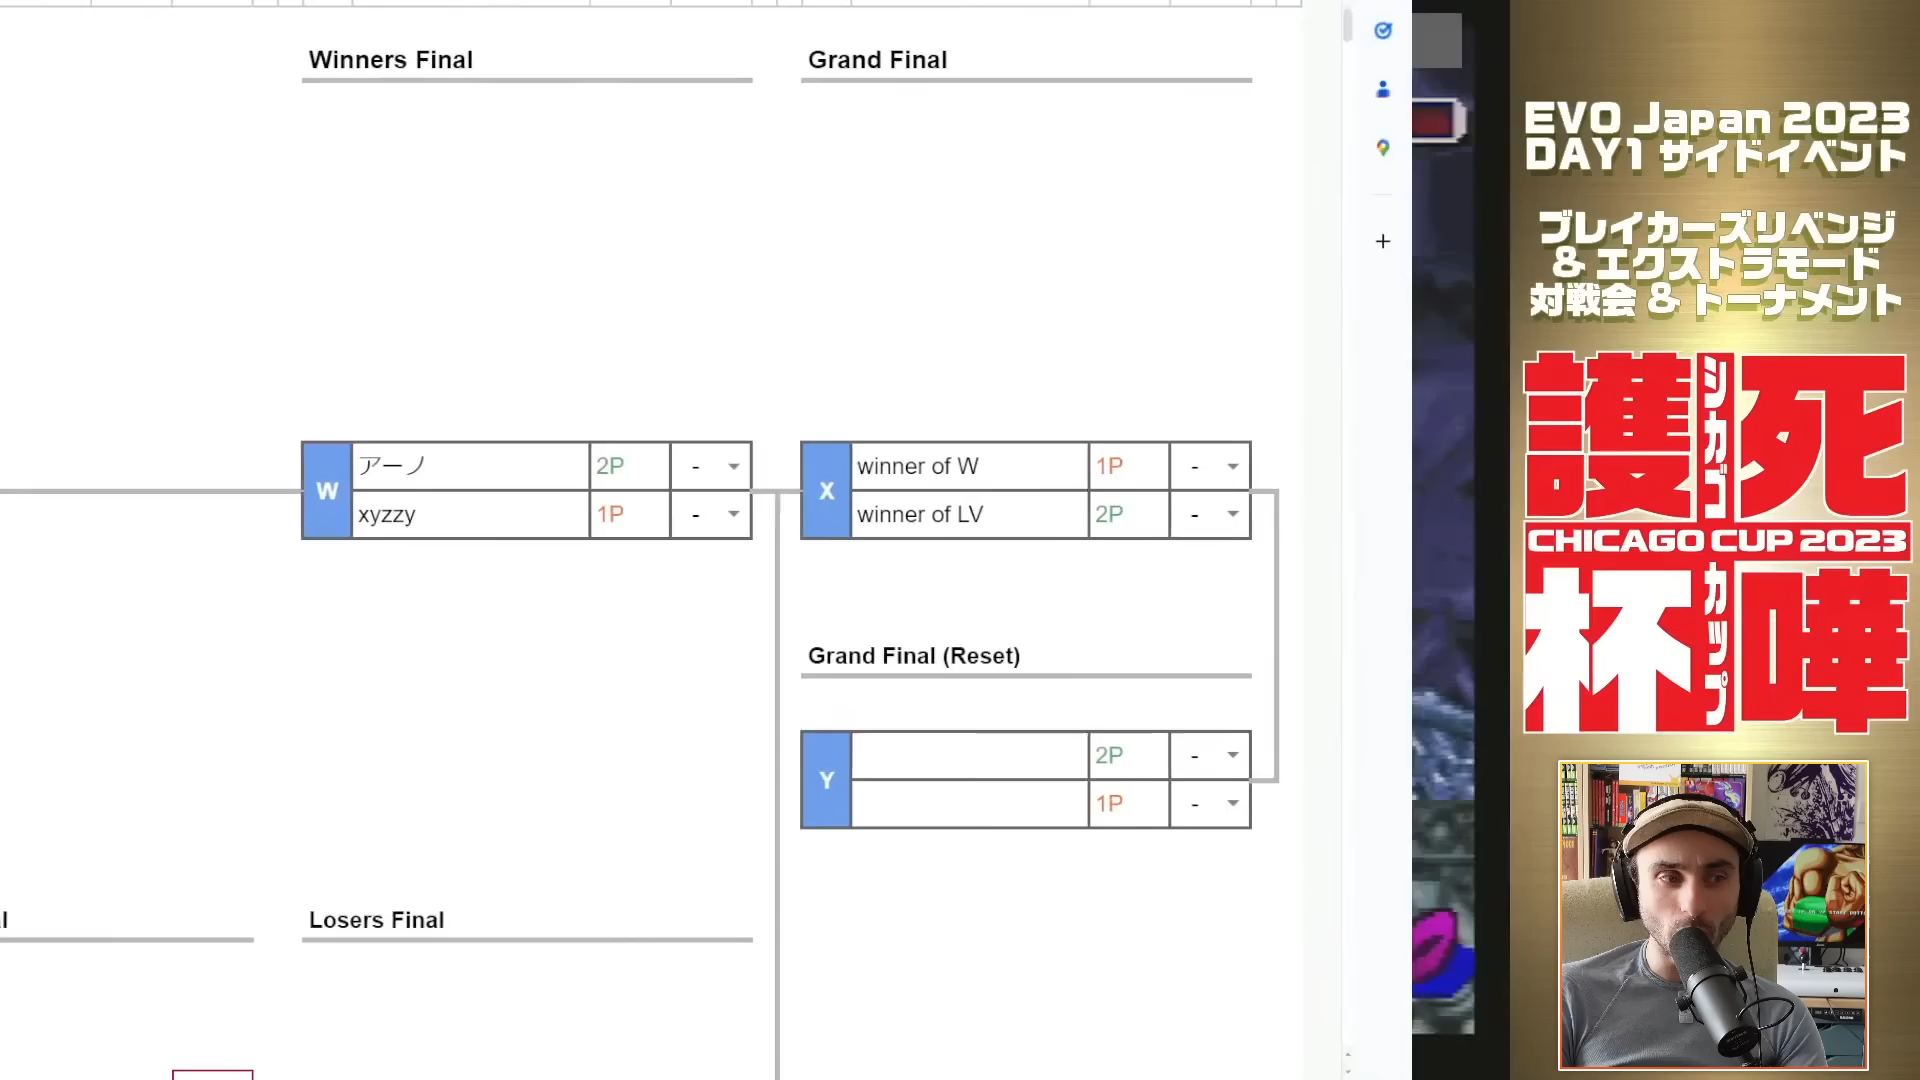 Winners Final
Grand Final
W
アーノ
2P
-
xyzzy
1P
-
X
winner of W
1P
-
winner of LV
2P
-
Grand Final (Reset)
Y
2P
-
1P
-
l
Losers Final
EVO Japan 2023
DAY1 サイドイベント
ブレイカーズリベンジ
& エクストラモード
対戦会 & トーナメント
死
護
シカゴ
CHICAGO CUP 2023
嘩
杯
カップ